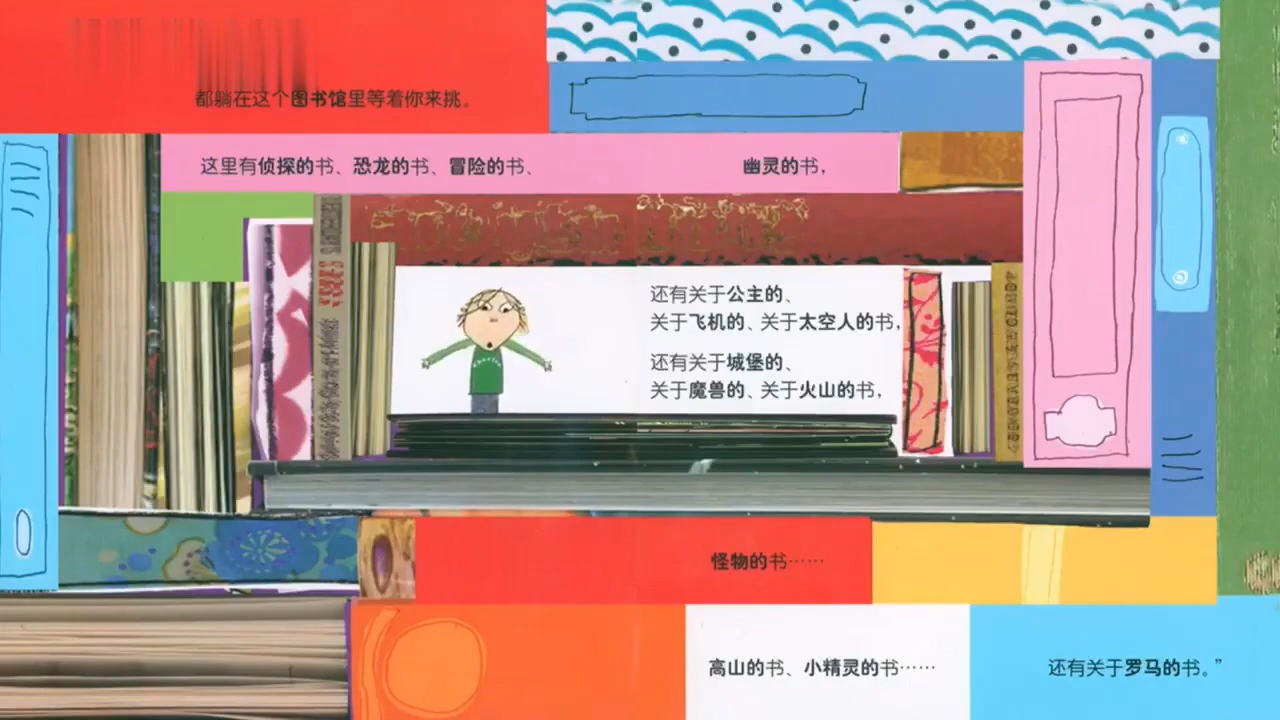 都躺在这个图书馆里等着你来挑。
这里有侦探的书、恐龙的书、冒险的书、
幽灵的书，
还有关于公主的、
关于飞机的、关于太空人的书，
还有关于城堡的、
关于魔兽的、关于火山的书，
怪物的书……
高山的书、小精灵的书……
还有关于罗马的书。”